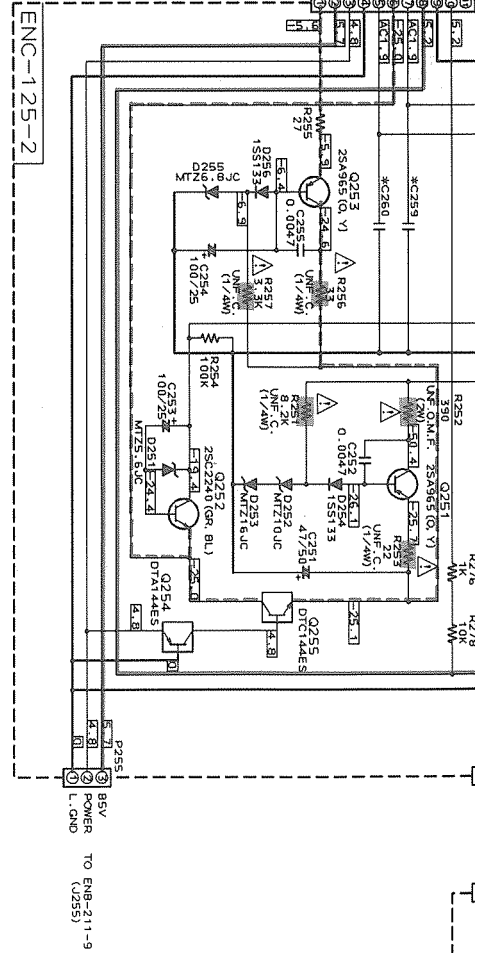 ENC-125-2
-5.6
5.7
4.8
AC1.9
-25.0
AC1.9
5.2
5.2
R255
27
-5.9
Q253
2SA965(O, Y)
D256
1SS133
-6.4
D255
MTZ6.8JC
-6.9
C255
0.0047
-24.6
C254
100/25
R257
3.3K
UNF.C.
(1/4W)
R256
33
UNF.C.
(1/4W)
*C260
*C259
R254
100K
C253
100/25
D251
MTZ5.6JC
-19.4
-24.4
Q252
2SC2240(GR. BL)
-25.0
R251
8.2K
UNF.C.
(1/4W)
R252
390
UNF.O.M.F.
(2W)
-50.4
C252
0.0047
Q251
2SA965(O, Y)
-25.7
-26.1
D254
1SS133
D252
MTZ10JC
D253
MTZ16JC
C251
47/50
R253
22
UNF.C.
(1/4W)
R276
1K
R278
10K
Q254
DTA144ES
4.8
0
Q255
DTC144ES
4.8
-25.1
P255
5.7
4.8
0
3 B5V
2 POWER
1 L.GND
TO ENB-211-9
(J255)